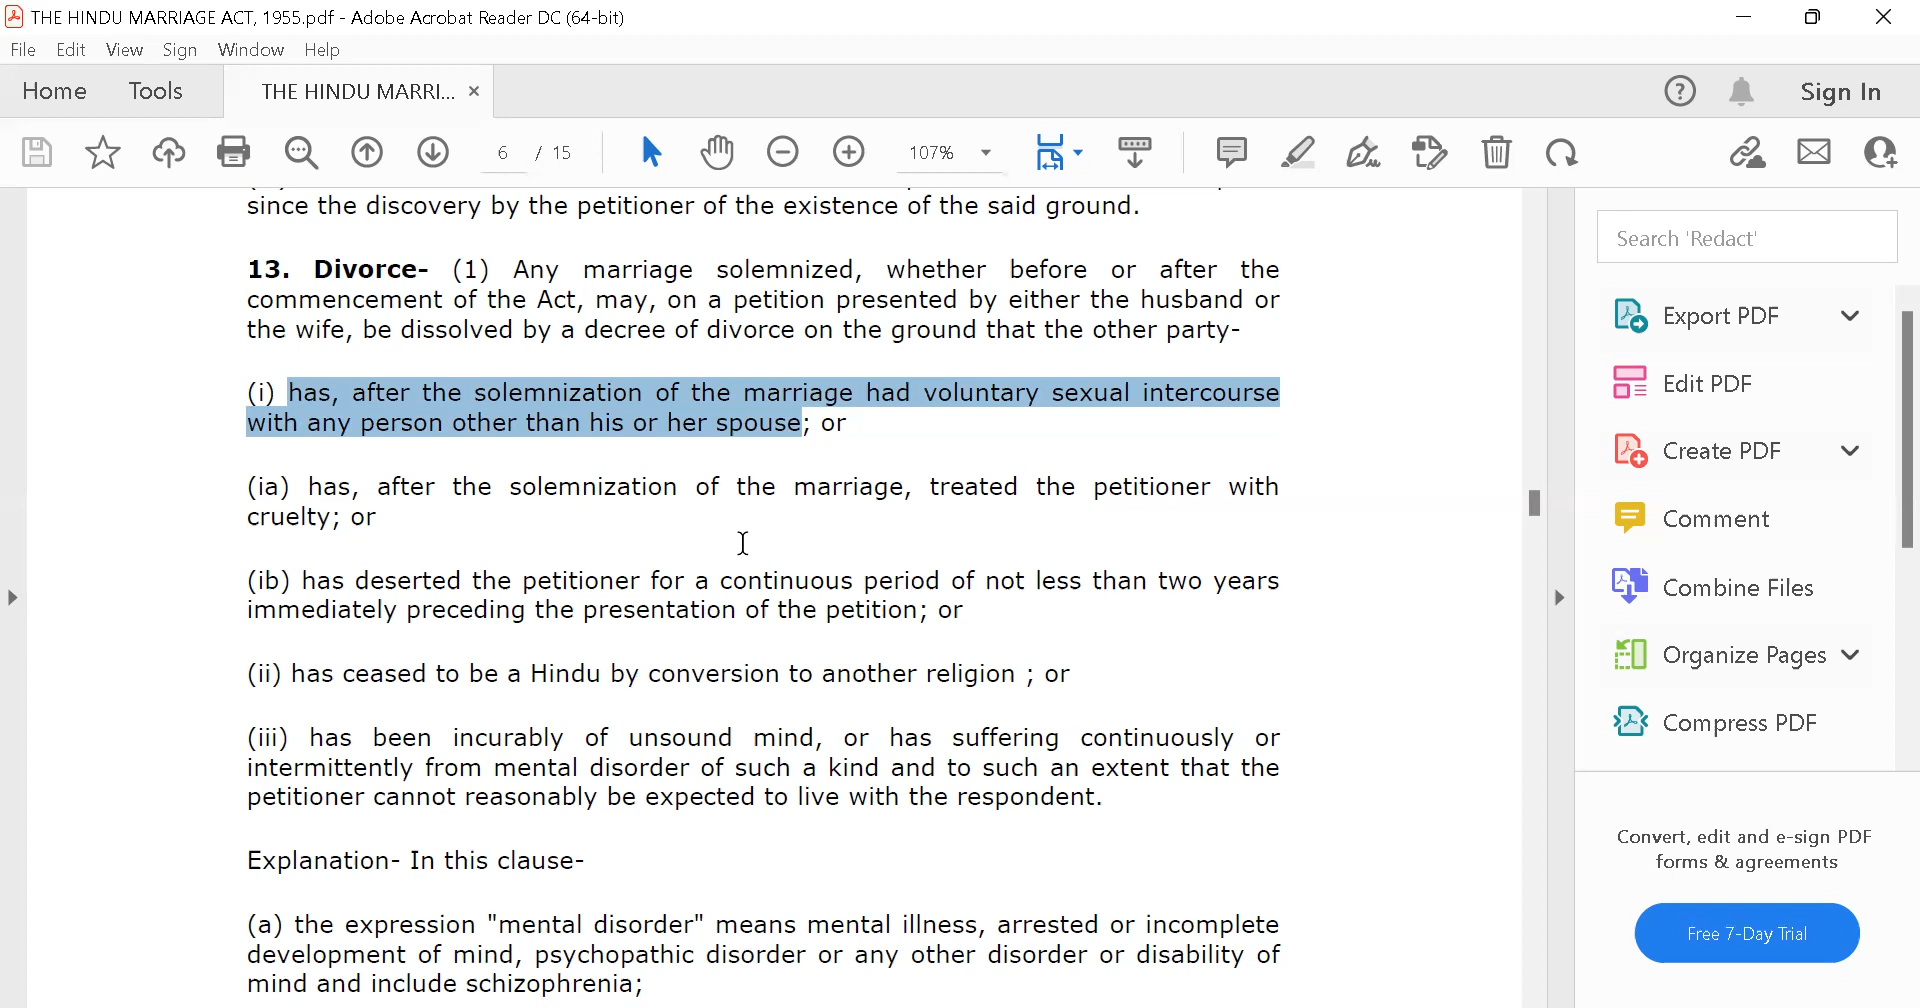 THE HINDU MARRIAGE ACT, 1955.pdf - Adobe Acrobat Reader DC (64-bit)
File Edit View Sign Window Help
Home Tools THE HINDU MARRI... × Sign In
6 / 15 107%
since the discovery by the petitioner of the existence of the said ground.
13. Divorce- (1) Any marriage solemnized, whether before or after the
commencement of the Act, may, on a petition presented by either the husband or
the wife, be dissolved by a decree of divorce on the ground that the other party-
(i) has, after the solemnization of the marriage had voluntary sexual intercourse
with any person other than his or her spouse; or
(ia) has, after the solemnization of the marriage, treated the petitioner with
cruelty; or
(ib) has deserted the petitioner for a continuous period of not less than two years
immediately preceding the presentation of the petition; or
(ii) has ceased to be a Hindu by conversion to another religion ; or
(iii) has been incurably of unsound mind, or has suffering continuously or
intermittently from mental disorder of such a kind and to such an extent that the
petitioner cannot reasonably be expected to live with the respondent.
Explanation- In this clause-
(a) the expression "mental disorder" means mental illness, arrested or incomplete
development of mind, psychopathic disorder or any other disorder or disability of
mind and include schizophrenia;
Search 'Redact'
Export PDF
Edit PDF
Create PDF
Comment
Combine Files
Organize Pages
Compress PDF
Convert, edit and e-sign PDF
forms & agreements
Free 7-Day Trial